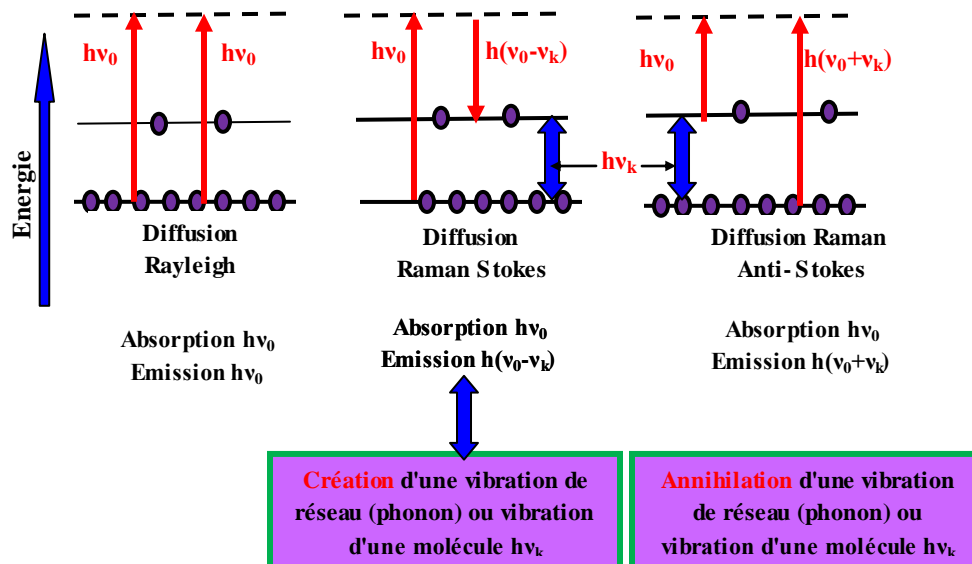 Energie
hν₀
hν₀
Diffusion
Rayleigh
Absorption hν₀
Emission hν₀
hν₀
h(ν₀-νₖ)
Diffusion
Raman Stokes
Absorption hν₀
Emission h(ν₀-νₖ)
hνₖ
hν₀
h(ν₀+νₖ)
Diffusion Raman
Anti- Stokes
Absorption hν₀
Emission h(ν₀+νₖ)
Création d'une vibration de
réseau (phonon) ou vibration
d'une molécule hνₖ
Annihilation d'une vibration
de réseau (phonon) ou
vibration d'une molécule hνₖ